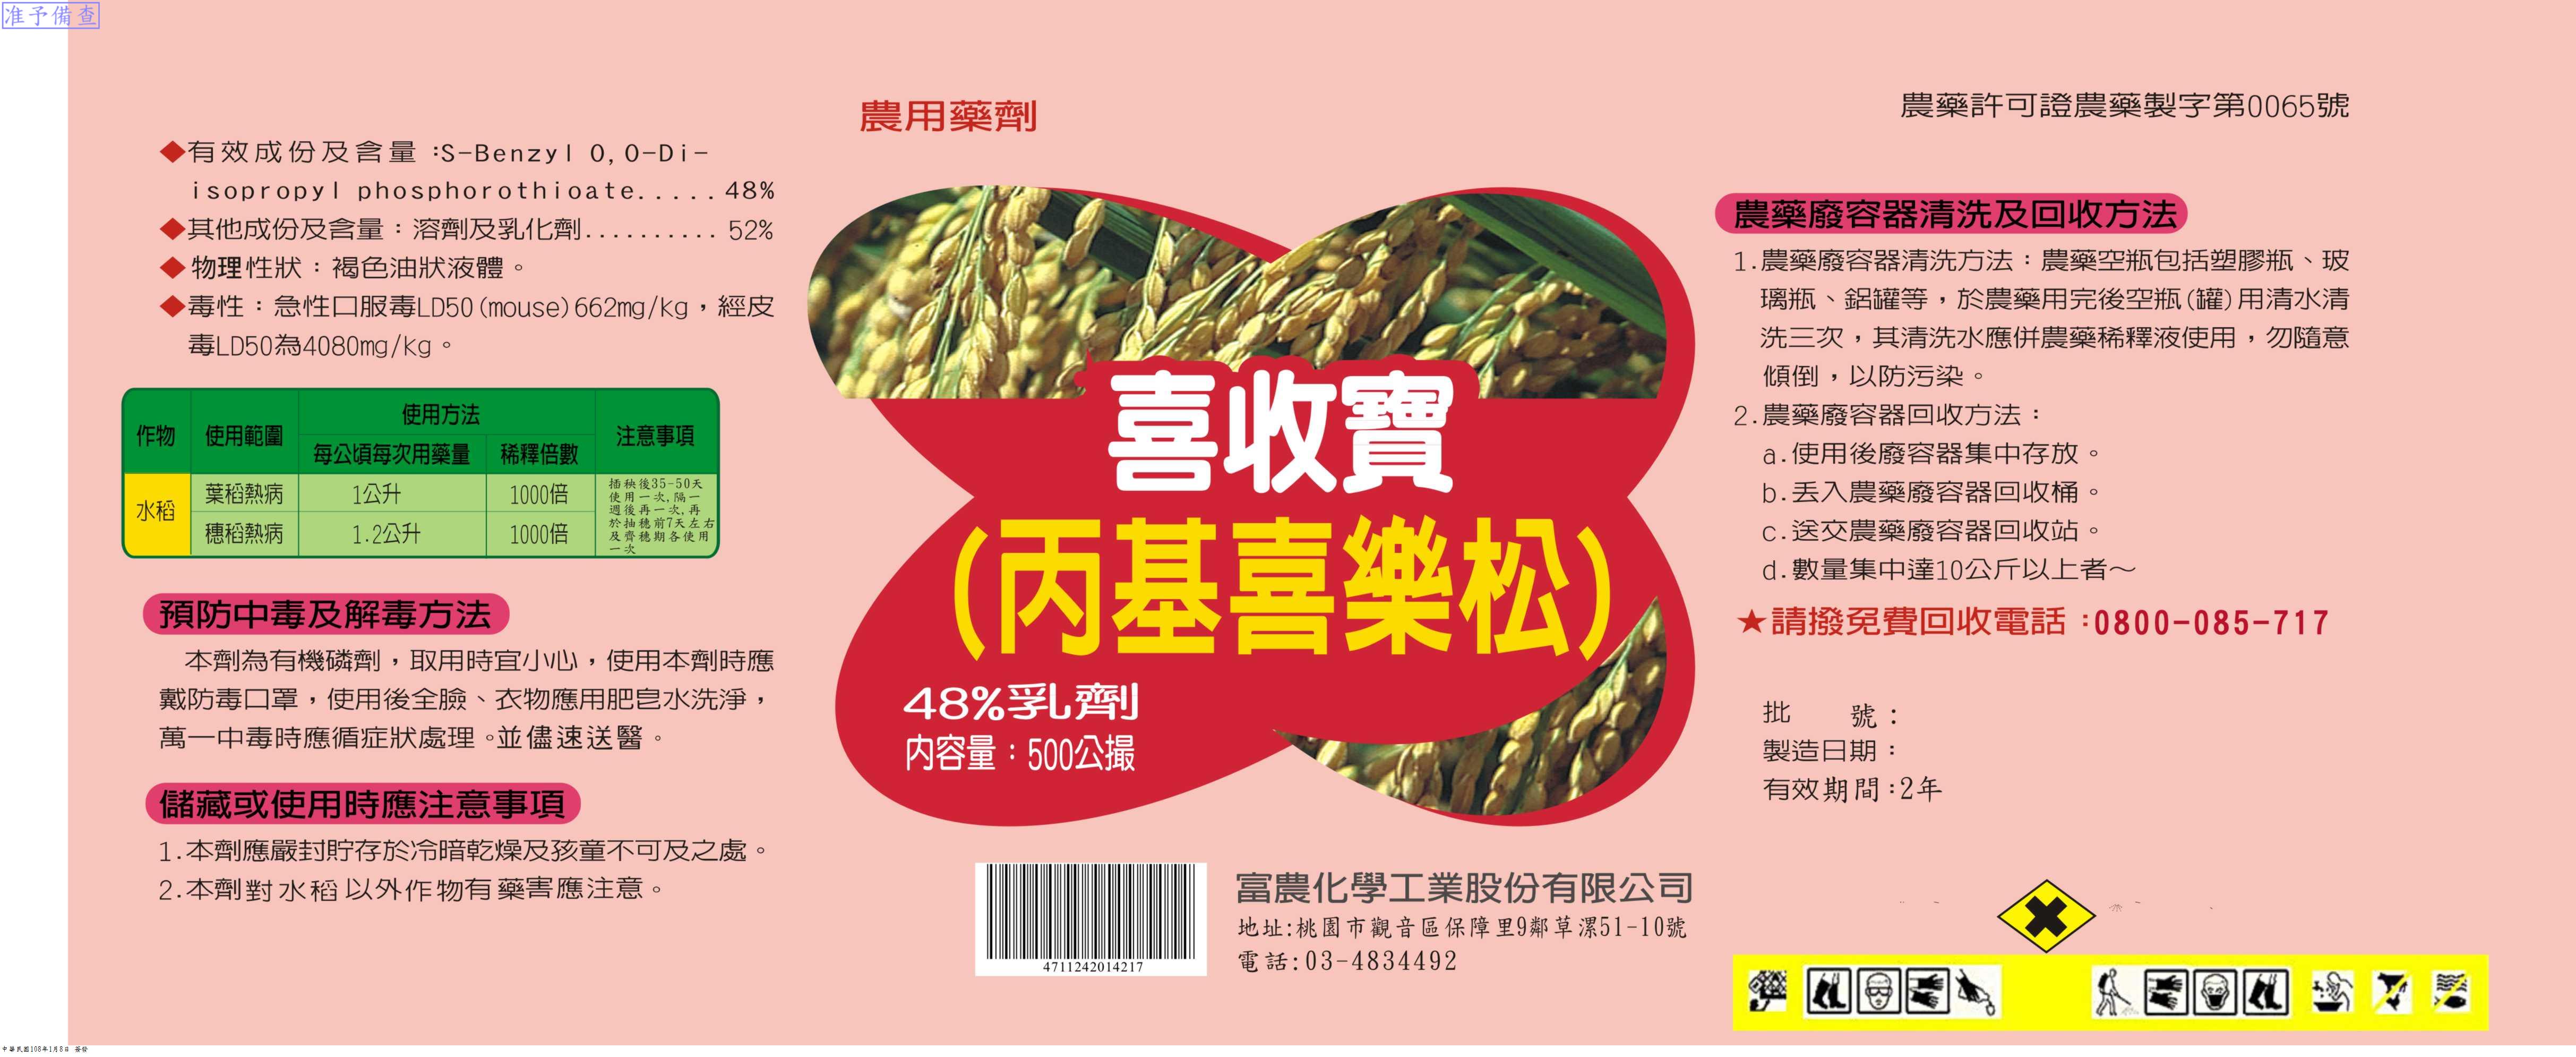 准予備查
◆有效成份及含量:S-Benzyl O,O-Di-
isopropyl phosphorothioate.....48%
◆其他成份及含量：溶劑及乳化劑..........52%
◆物理性狀：褐色油狀液體。
◆毒性：急性口服毒LD50(mouse)662mg/kg，經皮
毒LD50為4080mg/kg。
作物 使用範圍 使用方法 注意事項
每公頃每次用藥量 稀釋倍數
水稻
葉稻熱病 1公升 1000倍
穗稻熱病 1.2公升 1000倍
插秧後35-50天
使用一次,隔一
週後再一次,再
於抽穗前7天左右
及齊穗期各使用
一次
預防中毒及解毒方法
本劑為有機磷劑，取用時宜小心，使用本劑時應
戴防毒口罩，使用後全臉、衣物應用肥皂水洗淨，
萬一中毒時應循症狀處理。並儘速送醫。
儲藏或使用時應注意事項
1.本劑應嚴封貯存於冷暗乾燥及孩童不可及之處。
2.本劑對水稻以外作物有藥害應注意。
農用藥劑
喜收寶
(丙基喜樂松)
48%乳劑
內容量：500公撮
4711242014217
富農化學工業股份有限公司
地址:桃園市觀音區保障里9鄰草漯51-10號
電話:03-4834492
農藥許可證農藥製字第0065號
農藥廢容器清洗及回收方法
1.農藥廢容器清洗方法：農藥空瓶包括塑膠瓶、玻
璃瓶、鋁罐等，於農藥用完後空瓶(罐)用清水清
洗三次，其清洗水應併農藥稀釋液使用，勿隨意
傾倒，以防污染。
2.農藥廢容器回收方法：
a.使用後廢容器集中存放。
b.丟入農藥廢容器回收桶。
c.送交農藥廢容器回收站。
d.數量集中達10公斤以上者～
★請撥免費回收電話:0800-085-717
批 號：
製造日期：
有效期間:2年
中華民國108年1月8日 簽發